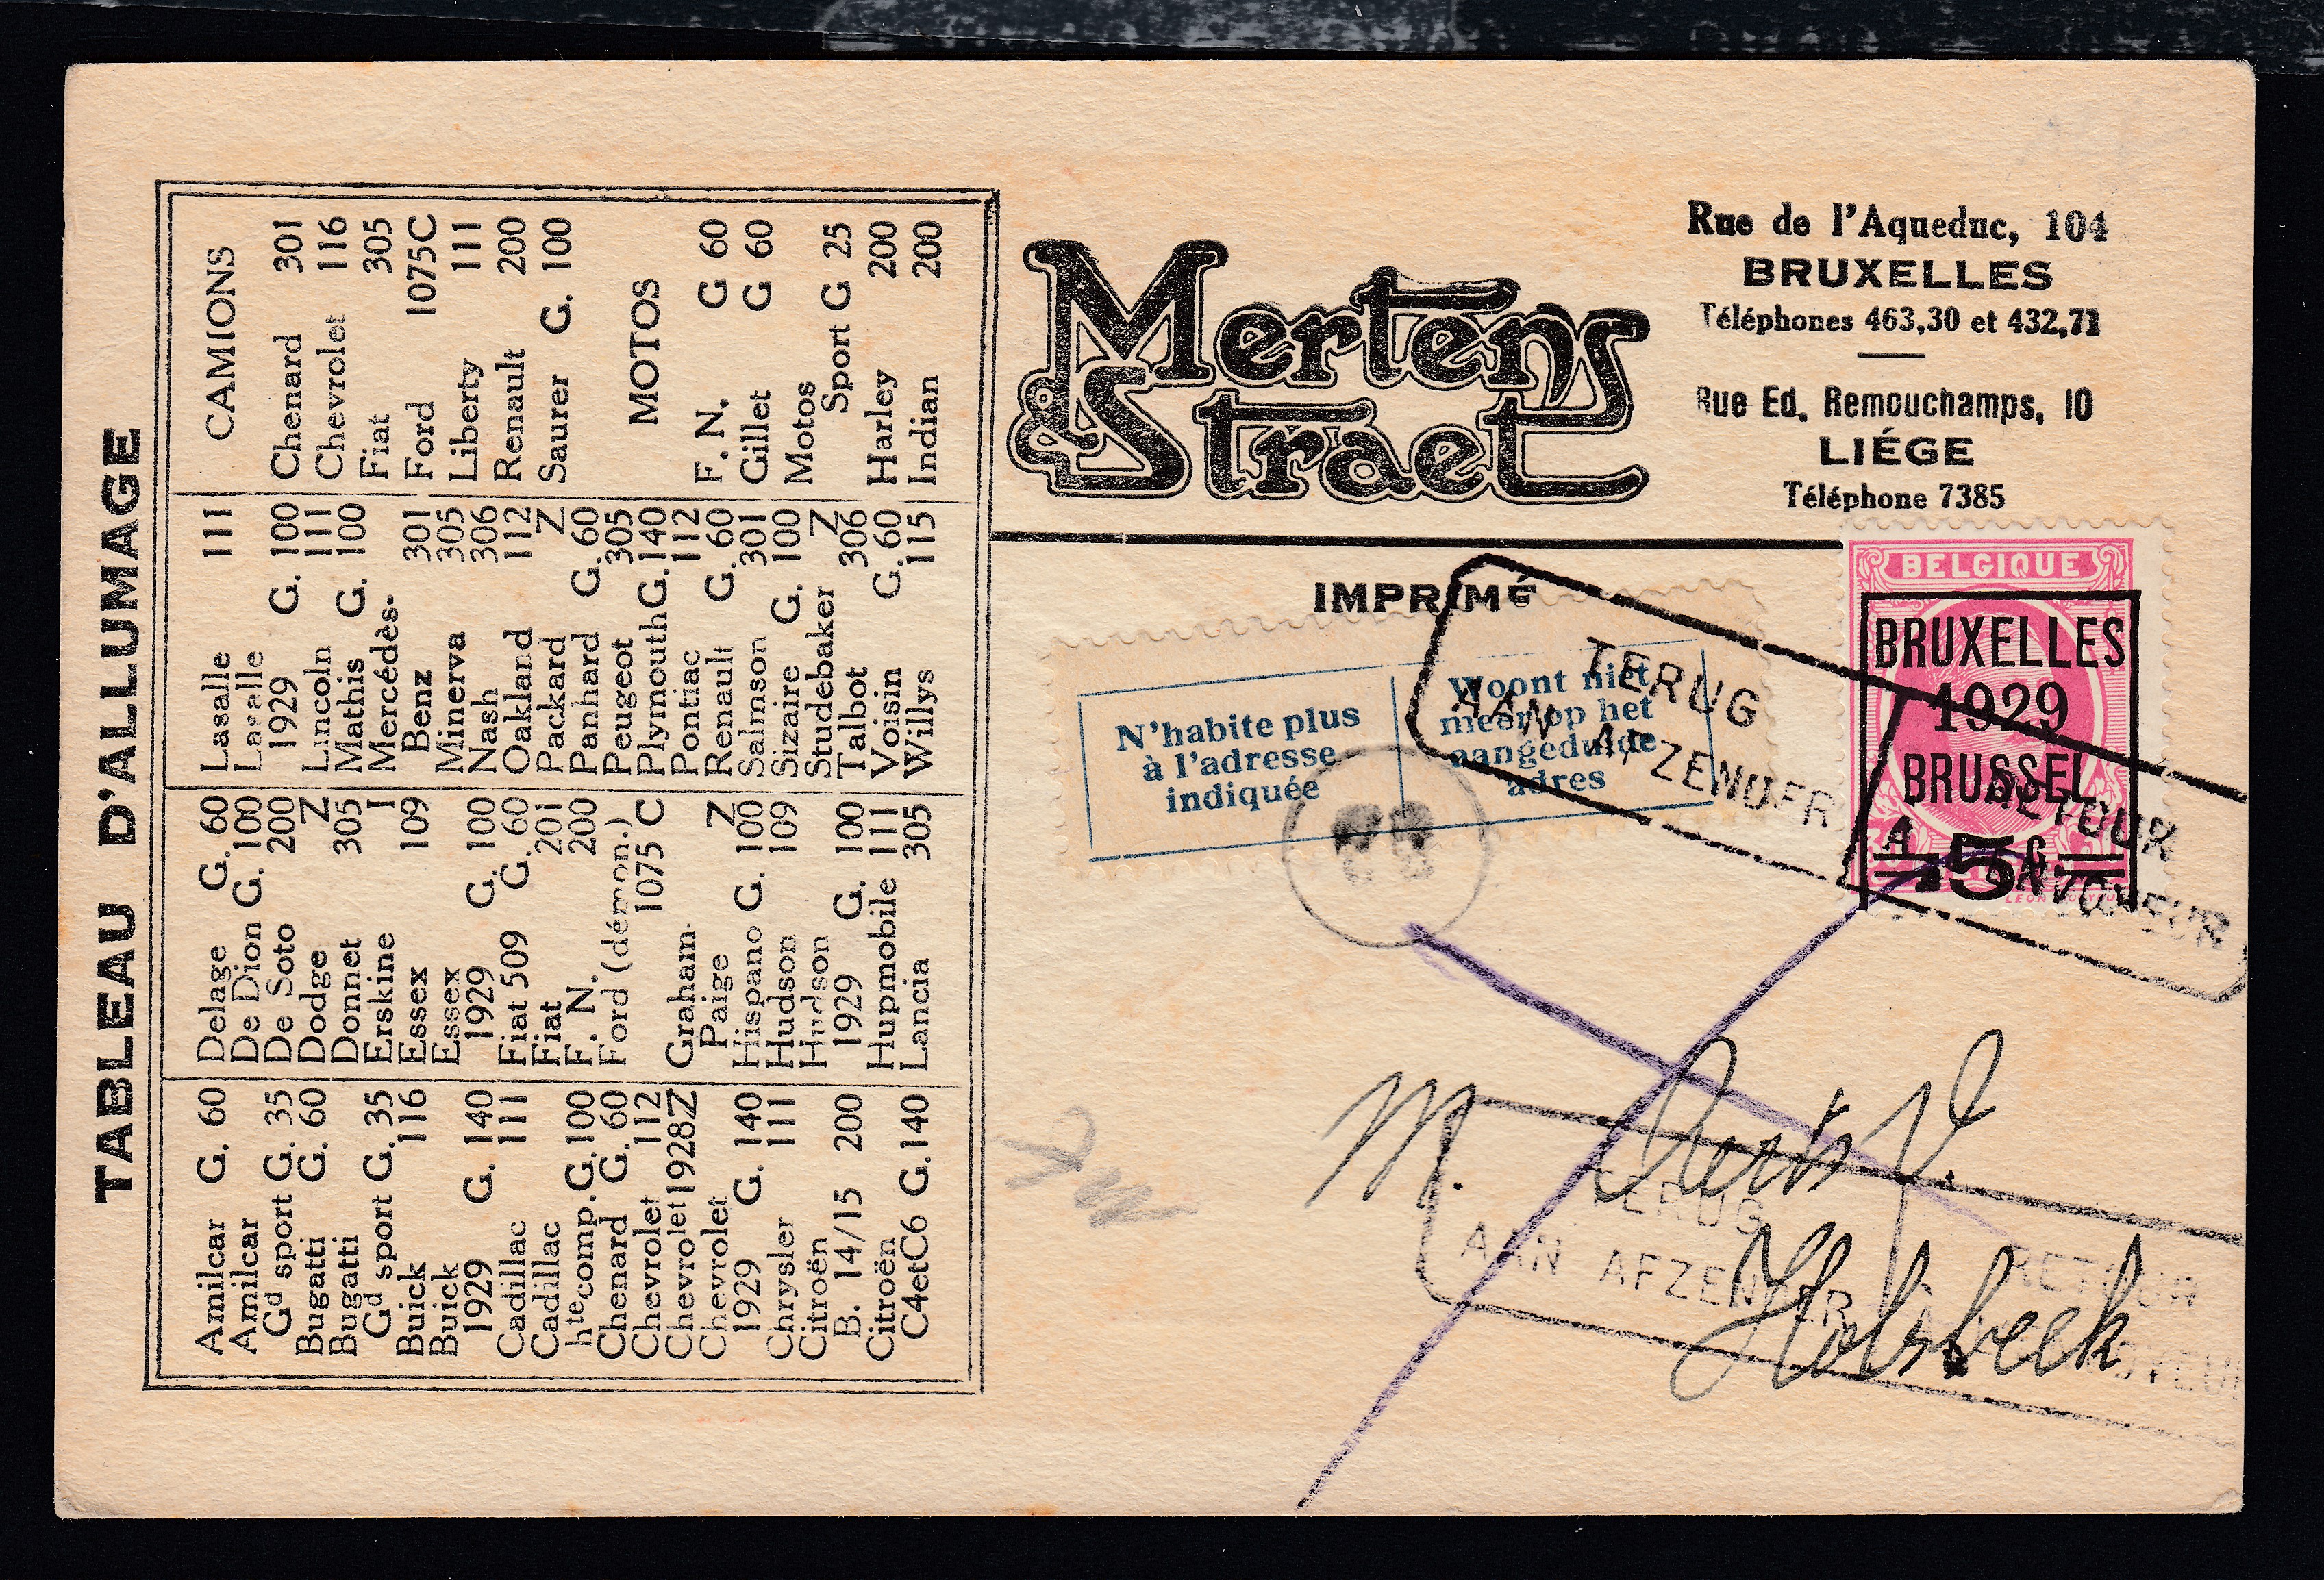 TABLEAU D'ALLUMAGE
Amilcar G. 60
Amilcar
Gd sport G. 35
Bugatti G. 60
Bugatti
Gd sport G. 35
Buick 116
Buick
1929 G. 140
Cadillac 111
Cadillac
hte comp. G. 100
Chenard G. 60
Chevrolet 112
Chevrolet 1928 Z
Chevrolet
1929 G. 140
Chrysler 111
Citroën
B. 14/15 200
Citroën
C4etC6 G. 140
Delage G. 60
De Dion G. 100
De Soto 200
Dodge Z
Donnet 305
Erskine I
Essex 109
Essex
1929 G. 100
Fiat 509 G. 60
Fiat 201
F. N. 200
Ford (démon.)
1075 C
Graham-
Paige Z
Hispano G. 100
Hudson 109
Hudson
1929 G. 100
Hupmobile 111
Lancia 305
Lasalle 111
Lasalle
1929 G. 100
Lincoln 111
Mathis G. 100
Mercédès-
Benz 301
Minerva 305
Nash 306
Oakland 112
Packard Z
Panhard G. 60
Peugeot 305
Plymouth G. 140
Pontiac 112
Renault G. 60
Salmson 301
Sizaire G. 100
Studebaker Z
Talbot 306
Voisin G. 60
Willys 115
CAMIONS
Chenard 301
Chevrolet 116
Fiat 305
Ford 1075C
Liberty 111
Renault 200
Saurer G. 100
MOTOS
F. N. G 60
Gillet G 60
Motos
Sport G 25
Harley 200
Indian 200
Mertens
& Straet
Rue de l'Aqueduc, 104
BRUXELLES
Téléphones 463,30 et 432,71
Rue Ed. Remouchamps, 10
LIÉGE
Téléphone 7385
IMPRIMÉ
N'habite plus
à l'adresse
indiquée
Woont niet
meer op het
aangeduide
adres
TERUG
AAN AFZENDER
RETOUR
A L'ENVOYEUR
BELGIQUE
BRUXELLES
1929
BRUSSEL
5 c
M.
Holsbeek
TERUG
AAN AFZENDER
RETOUR